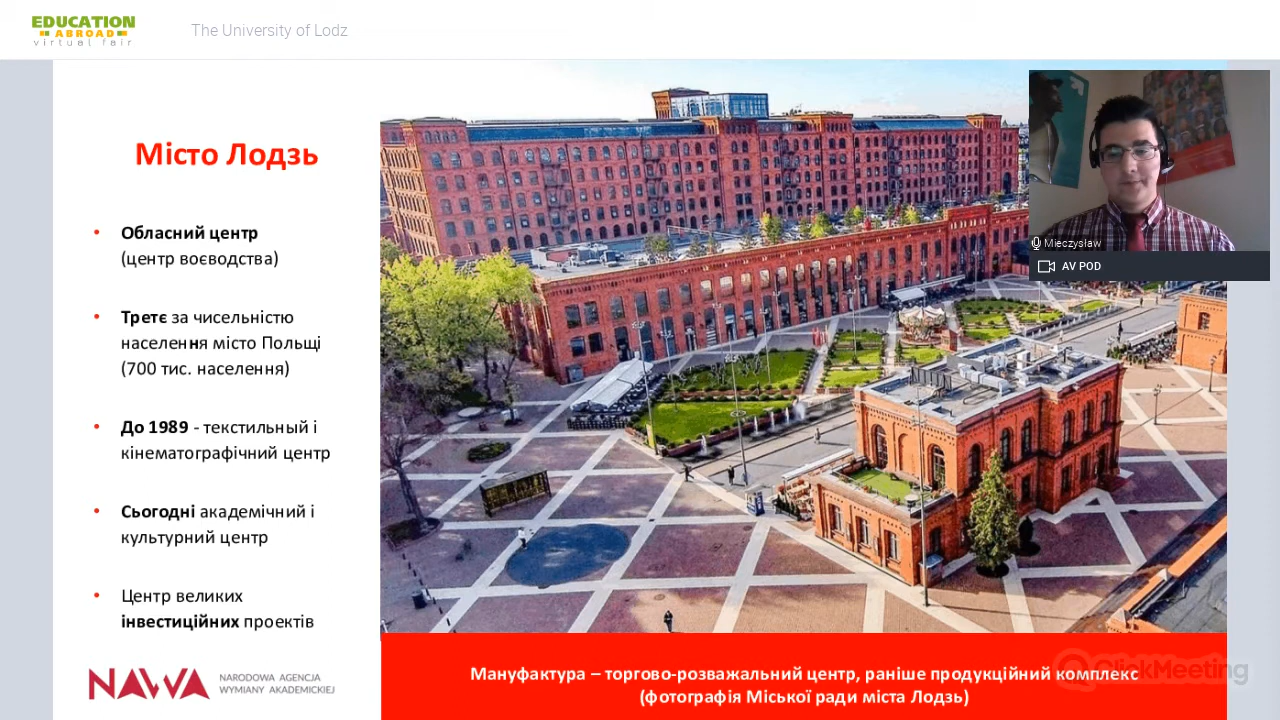 EDUCATION
ABROAD
virtual fair
The University of Lodz
Місто Лодзь
• Обласний центр
(центр воєводства)
• Третє за чисельністю
населення місто Польщі
(700 тис. населення)
• До 1989 - текстильный і
кінематографічний центр
• Сьогодні академічний і
культурний центр
• Центр великих
інвестиційних проектів
NAWA
NARODOWA AGENCJA
WYMIANY AKADEMICKIEJ
Mieczysław
AV POD
Мануфактура – торгово-розважальний центр, раніше продукційний комплекс
(фотографія Міської ради міста Лодзь)
ClickMeeting